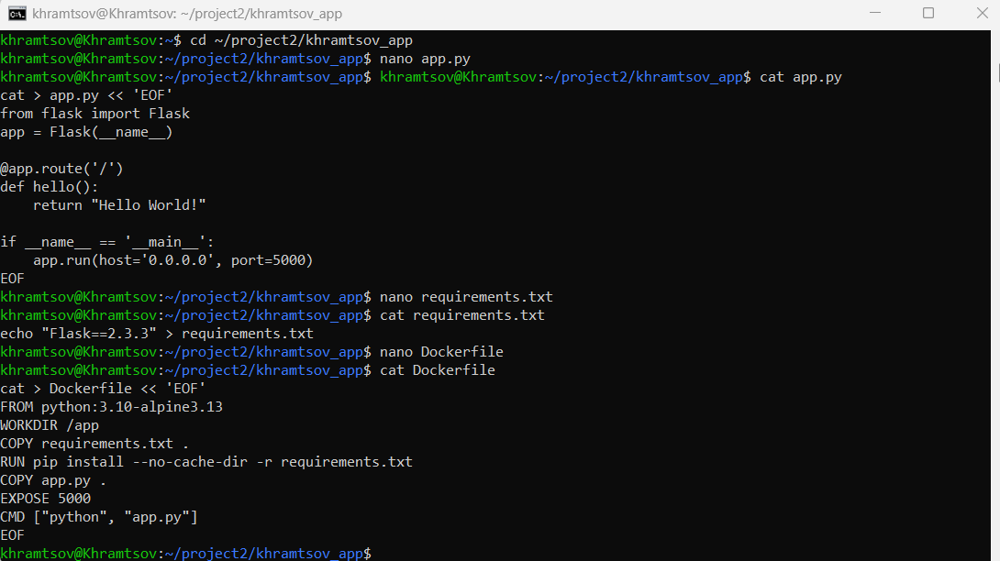 khramtsov@Khramtsov: ~/project2/khramtsov_app
khramtsov@Khramtsov:~$ cd ~/project2/khramtsov_app
khramtsov@Khramtsov:~/project2/khramtsov_app$ nano app.py
khramtsov@Khramtsov:~/project2/khramtsov_app$ khramtsov@Khramtsov:~/project2/khramtsov_app$ cat app.py
cat > app.py << 'EOF'
from flask import Flask
app = Flask(__name__)

@app.route('/')
def hello():
    return "Hello World!"

if __name__ == '__main__':
    app.run(host='0.0.0.0', port=5000)
EOF
khramtsov@Khramtsov:~/project2/khramtsov_app$ nano requirements.txt
khramtsov@Khramtsov:~/project2/khramtsov_app$ cat requirements.txt
echo "Flask==2.3.3" > requirements.txt
khramtsov@Khramtsov:~/project2/khramtsov_app$ nano Dockerfile
khramtsov@Khramtsov:~/project2/khramtsov_app$ cat Dockerfile
cat > Dockerfile << 'EOF'
FROM python:3.10-alpine3.13
WORKDIR /app
COPY requirements.txt .
RUN pip install --no-cache-dir -r requirements.txt
COPY app.py .
EXPOSE 5000
CMD ["python", "app.py"]
EOF
khramtsov@Khramtsov:~/project2/khramtsov_app$